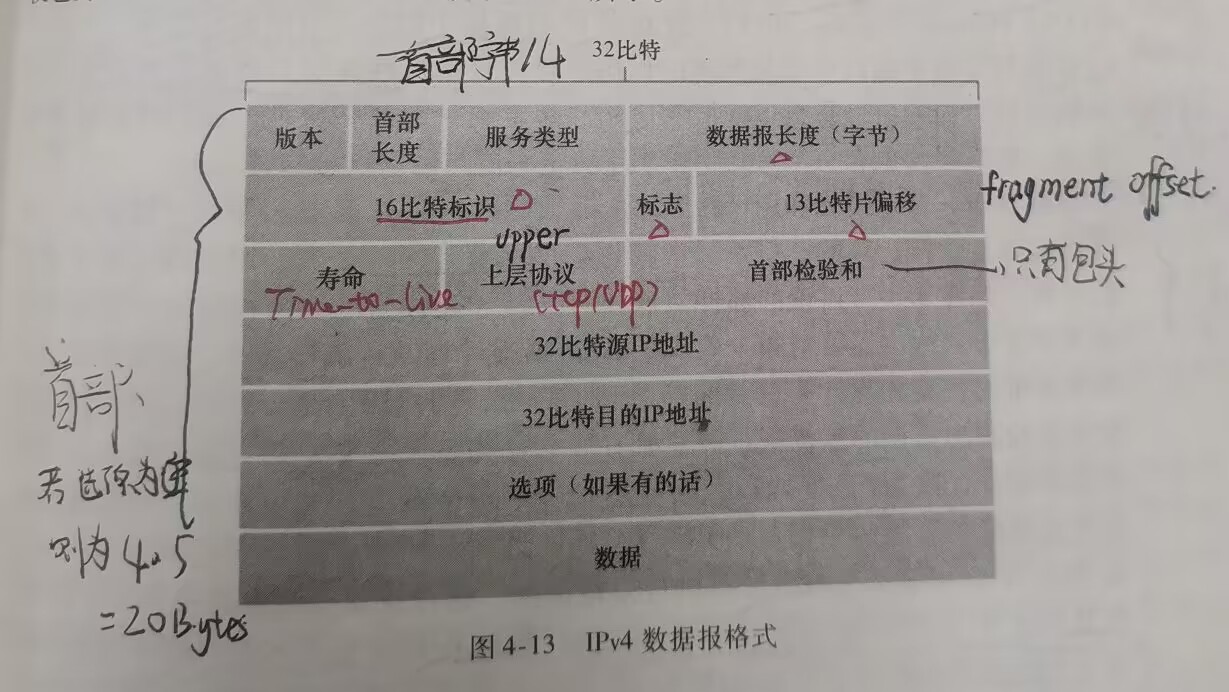 首部字节/4 32比特
版本 首部长度 服务类型 数据报长度（字节）
16比特标识 标志 13比特片偏移 fragment offset.
upper
寿命 上层协议 首部检验和 只有包头
Time-to-live (tcp/UDP)
32比特源IP地址
首部
32比特目的IP地址
若选项为空
选项（如果有的话）
则为 4·5
数据
=20Bytes
图 4-13 IPv4 数据报格式